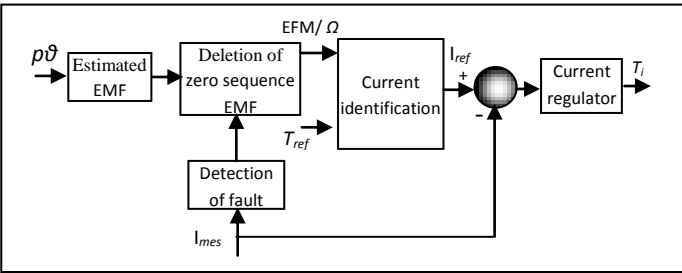 pϑ
Estimated
EMF
Deletion of
zero sequence
EMF
EFM/ Ω
Current
identification
T_ref
I_ref
+
-
Current
regulator
T_i
Detection
of fault
I_mes